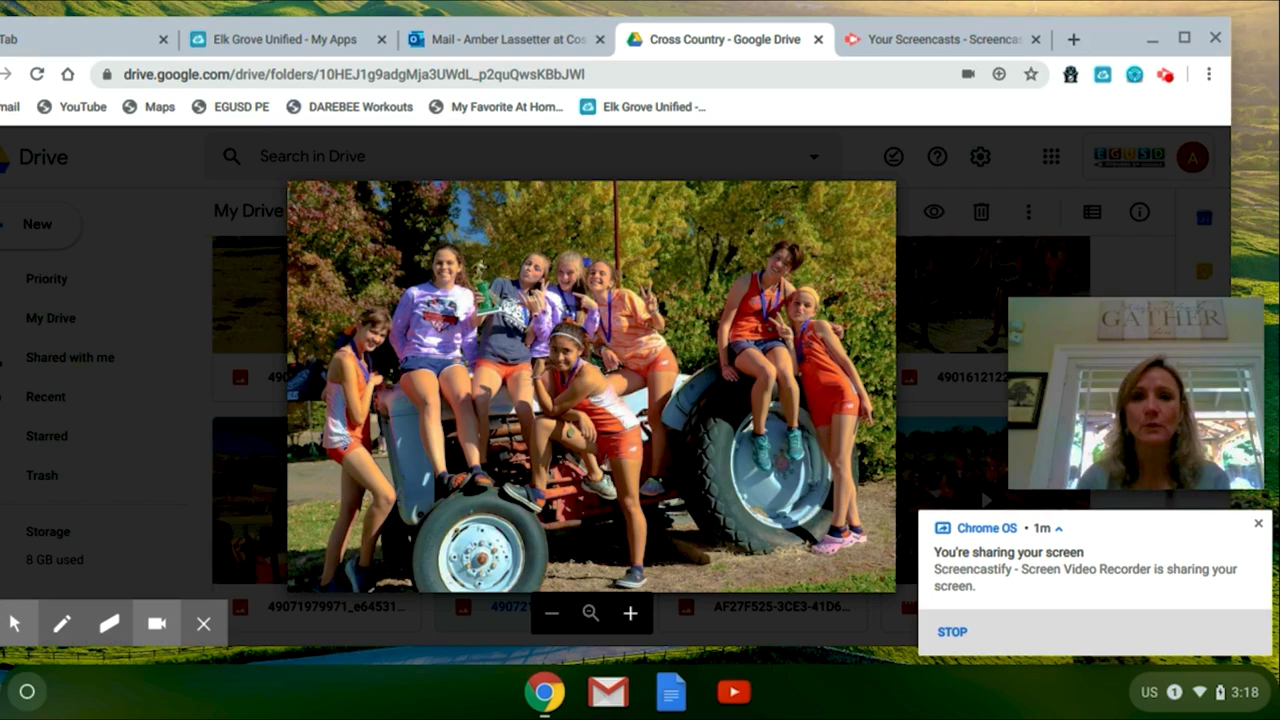 Tab
Elk Grove Unified - My Apps
Mail - Amber Lassetter at Cos
Cross Country - Google Drive
Your Screencasts - Screencas
drive.google.com/drive/folders/10HEJ1g9adgMja3UWdL_p2quQwsKBbJWl
mail
YouTube
Maps
EGUSD PE
DAREBEE Workouts
My Favorite At Hom...
Elk Grove Unified -...
Drive
Search in Drive
EGUSD
A
New
My Drive
Priority
My Drive
Shared with me
Recent
Starred
Trash
Storage
8 GB used
GATHER
490
4901612122
49071979971_e64531...
49072
AF27F525-3CE3-41D6...
Chrome OS • 1m
You're sharing your screen
Screencastify - Screen Video Recorder is sharing your
screen.
STOP
US
1
3:18